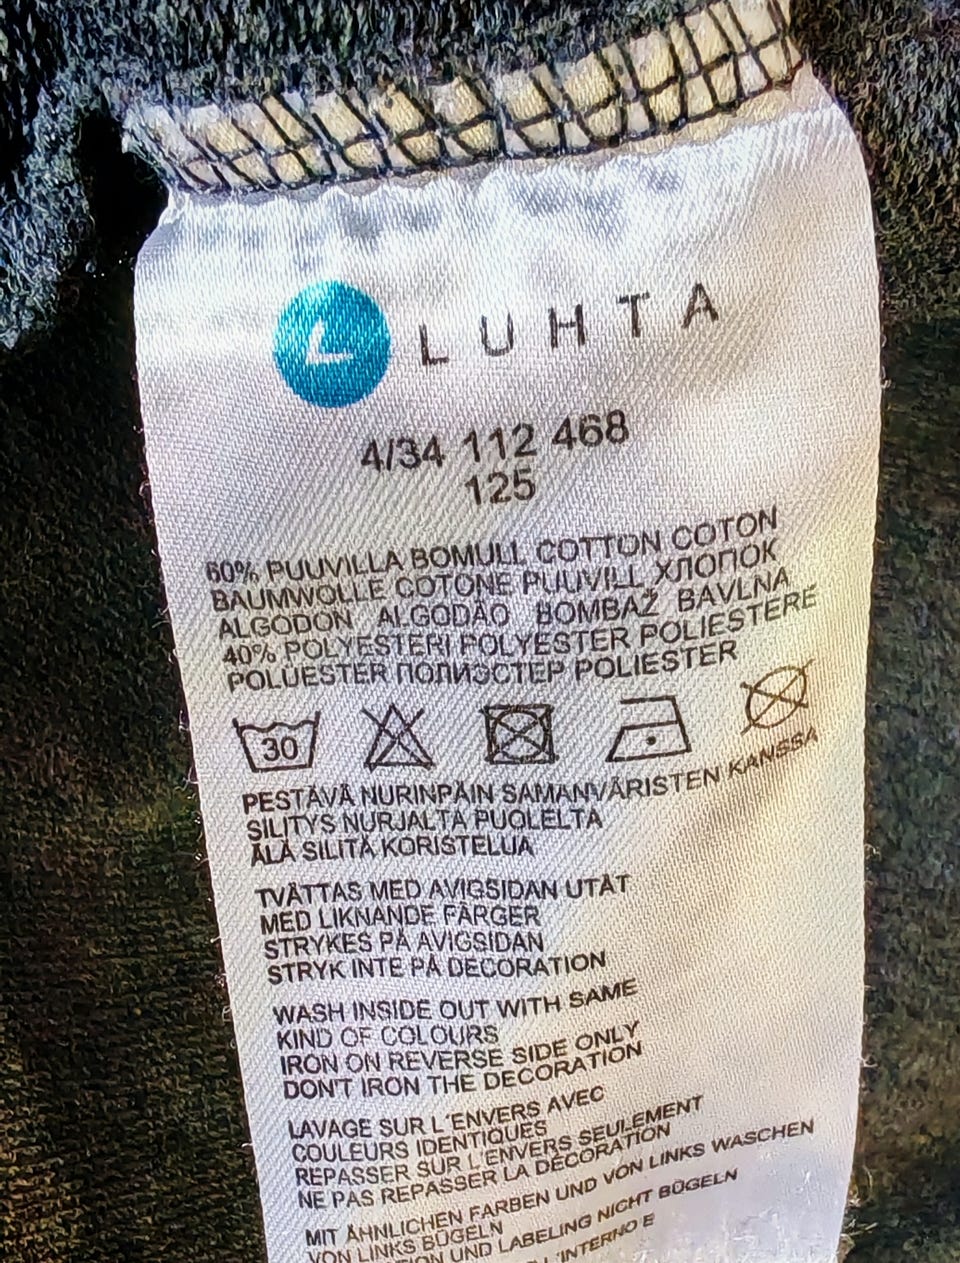 L LUHTA
4/34 112 468
125
60% PUUVILLA BOMULL COTTON COTON
BAUMWOLLE COTONE PUUVILL ХЛОПОК
ALGODON ALGODÃO BOMBAŽ BAVLNA
40% POLYESTERI POLYESTER POLIESTERE
POLÜESTER ПОЛИЭСТЕР POLIESTER
30
PESTÄVÄ NURINPÄIN SAMANVÄRISTEN KANSSA
SILITYS NURJALTA PUOLELTA
ÄLÄ SILITÄ KORISTELUA
TVÄTTAS MED AVIGSIDAN UTÅT
MED LIKNANDE FÄRGER
STRYKES PÅ AVIGSIDAN
STRYK INTE PÅ DECORATION
WASH INSIDE OUT WITH SAME
KIND OF COLOURS
IRON ON REVERSE SIDE ONLY
DON'T IRON THE DECORATION
LAVAGE SUR L'ENVERS AVEC
COULEURS IDENTIQUES
REPASSER SUR L'ENVERS SEULEMENT
NE PAS REPASSER LA DÉCORATION
MIT ÄHNLICHEN FARBEN UND VON LINKS WASCHEN
VON LINKS BÜGELN
UND LABELING NICHT BÜGELN
L'INTERNO E